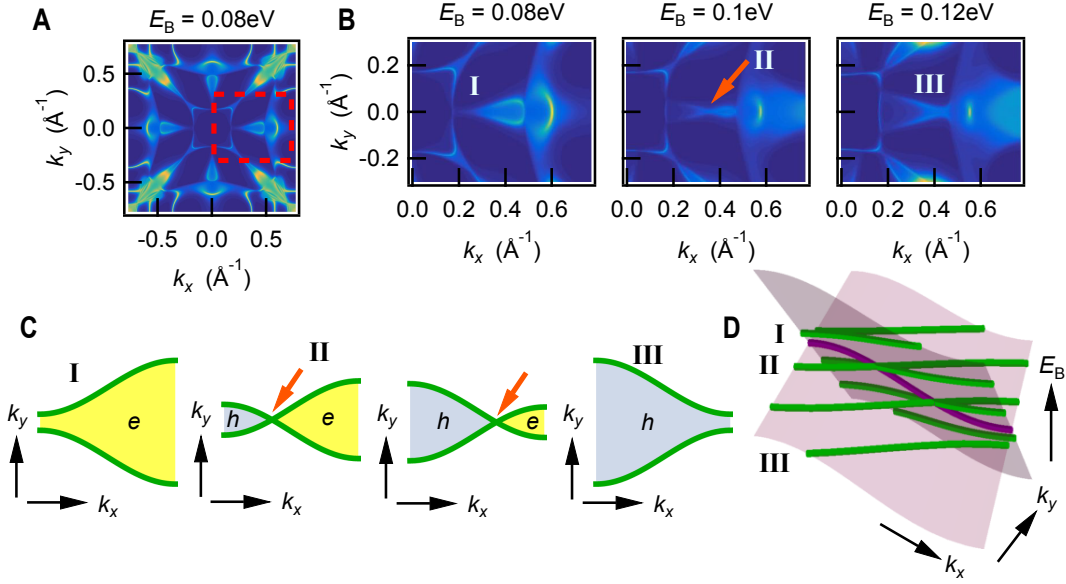 A
E_B = 0.08eV
0.5
0.0
-0.5
k_y (Å⁻¹)
-0.5 0.0 0.5
k_x (Å⁻¹)
B
E_B = 0.08eV E_B = 0.1eV E_B = 0.12eV
0.2
0.0
-0.2
k_y (Å⁻¹)
I
II
III
0.0 0.2 0.4 0.6
k_x (Å⁻¹)
0.0 0.2 0.4 0.6
k_x (Å⁻¹)
0.0 0.2 0.4 0.6
k_x (Å⁻¹)
C
I
e
k_y
k_x
II
h e
k_y
k_x
h e
k_y
k_x
III
h
k_y
k_x
D
I
II
III
E_B
k_y
k_x